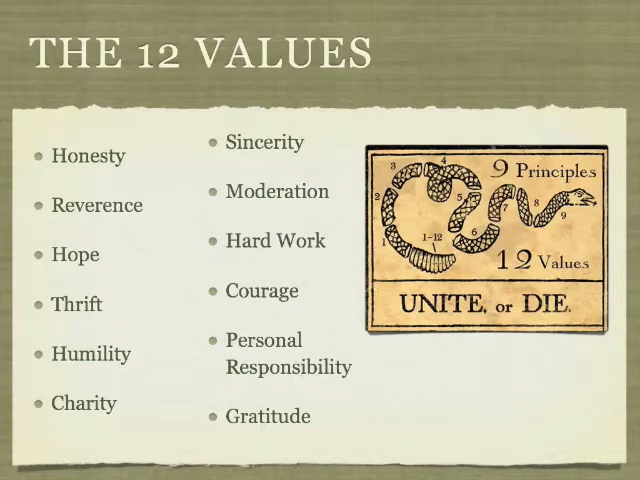 THE 12 VALUES
Honesty
Reverence
Hope
Thrift
Humility
Charity
Sincerity
Moderation
Hard Work
Courage
Personal
Responsibility
Gratitude
9 Principles
1
2
3
4
5
6
7
8
9
1-12
12 Values
UNITE, or DIE.